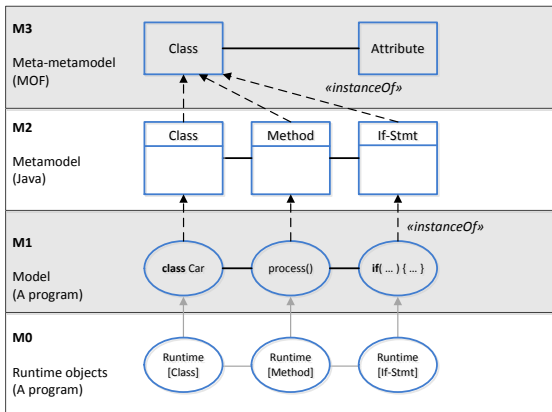 M3
Meta-metamodel
(MOF)
Class
Attribute
«instanceOf»
M2
Metamodel
(Java)
Class
Method
If-Stmt
«instanceOf»
M1
Model
(A program)
class Car
process()
if( ... ) { ... }
M0
Runtime objects
(A program)
Runtime
[Class]
Runtime
[Method]
Runtime
[If-Stmt]